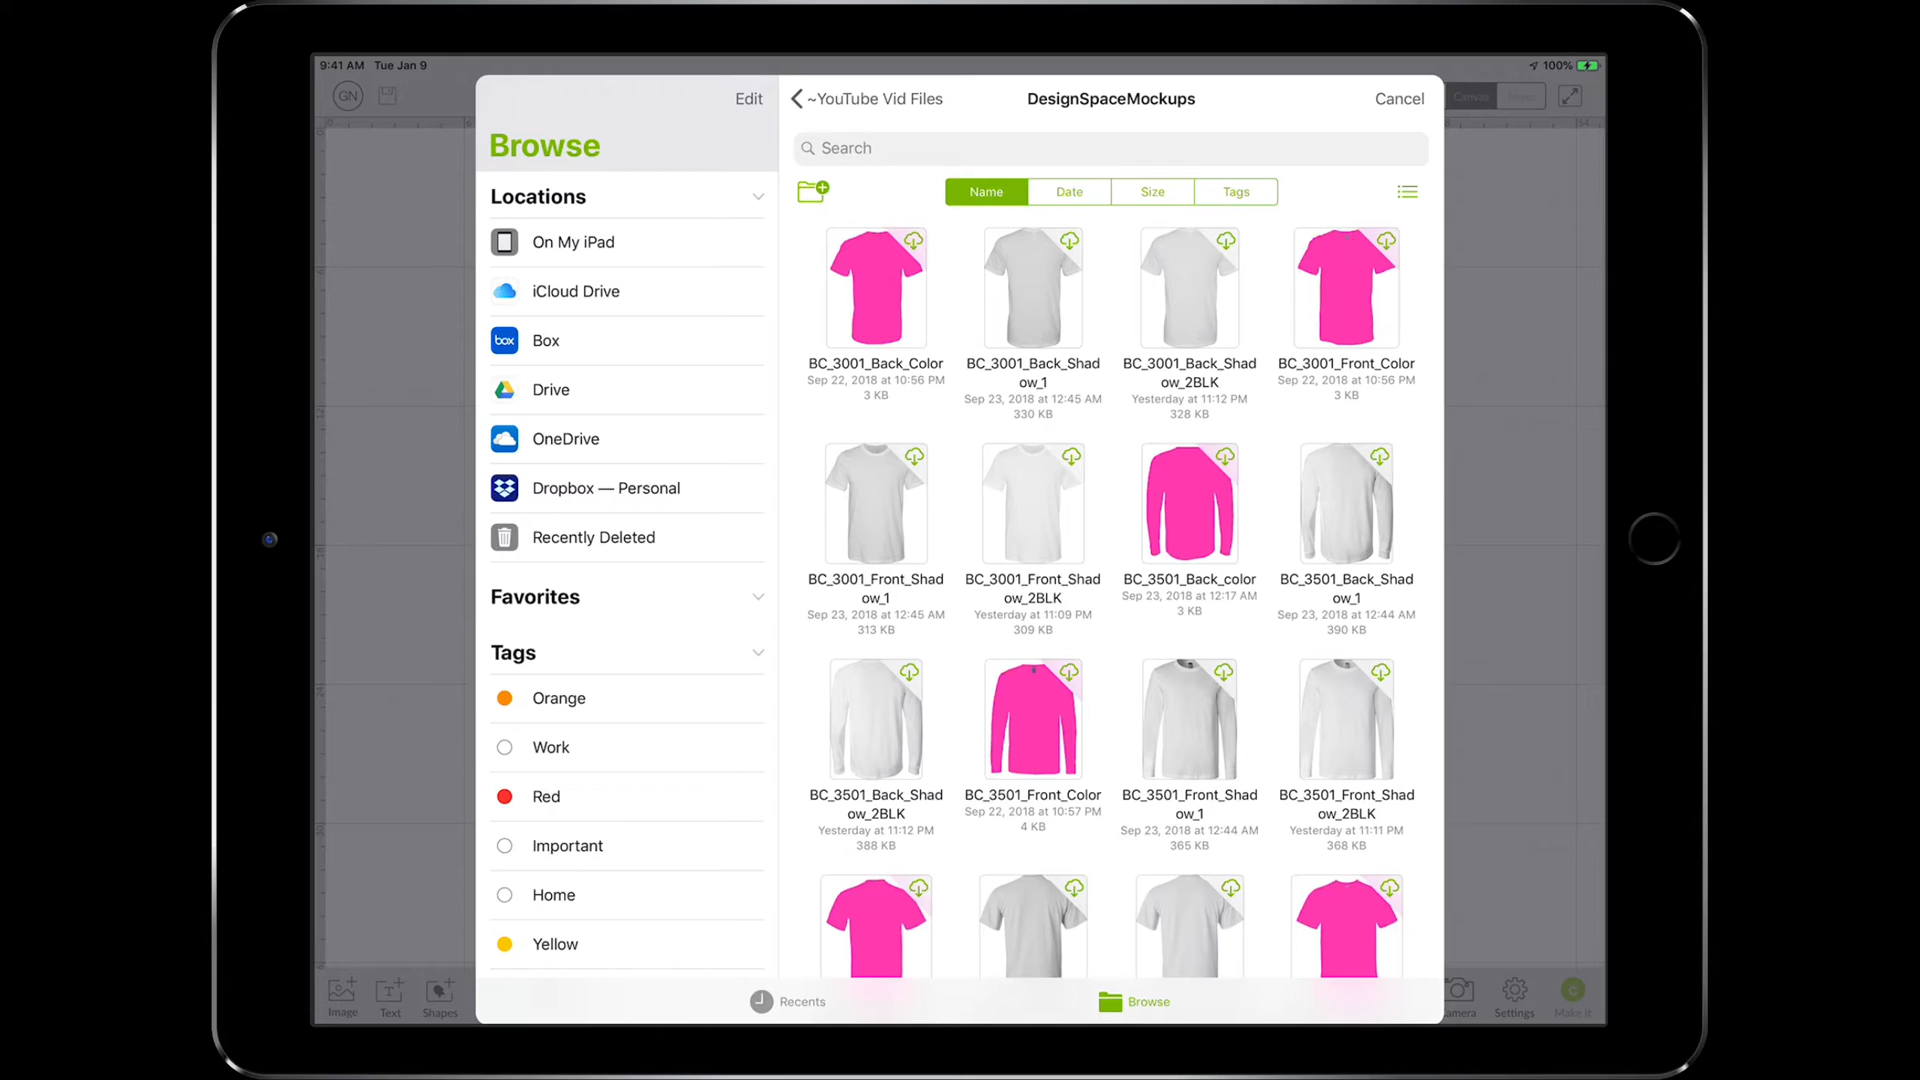 9:41 AM Tue Jan 9
100%
GN
Canvas
Edit
Browse
Locations
On My iPad
iCloud Drive
box
Box
Drive
OneDrive
Dropbox — Personal
Recently Deleted
Favorites
Tags
Orange
Work
Red
Important
Home
Yellow
~YouTube Vid Files
DesignSpaceMockups
Cancel
Search
Name Date Size Tags
BC_3001_Back_Color
Sep 22, 2018 at 10:56 PM
3 KB
BC_3001_Back_Shad
ow_1
Sep 23, 2018 at 12:45 AM
330 KB
BC_3001_Back_Shad
ow_2BLK
Yesterday at 11:12 PM
328 KB
BC_3001_Front_Color
Sep 22, 2018 at 10:56 PM
3 KB
BC_3001_Front_Shad
ow_1
Sep 23, 2018 at 12:45 AM
313 KB
BC_3001_Front_Shad
ow_2BLK
Yesterday at 11:09 PM
309 KB
BC_3501_Back_color
Sep 23, 2018 at 12:17 AM
3 KB
BC_3501_Back_Shad
ow_1
Sep 23, 2018 at 12:44 AM
390 KB
BC_3501_Back_Shad
ow_2BLK
Yesterday at 11:12 PM
388 KB
BC_3501_Front_Color
Sep 22, 2018 at 10:57 PM
4 KB
BC_3501_Front_Shad
ow_1
Sep 23, 2018 at 12:44 AM
365 KB
BC_3501_Front_Shad
ow_2BLK
Yesterday at 11:11 PM
368 KB
Recents
Browse
Image
Text
Shapes
amera
Settings
Make it